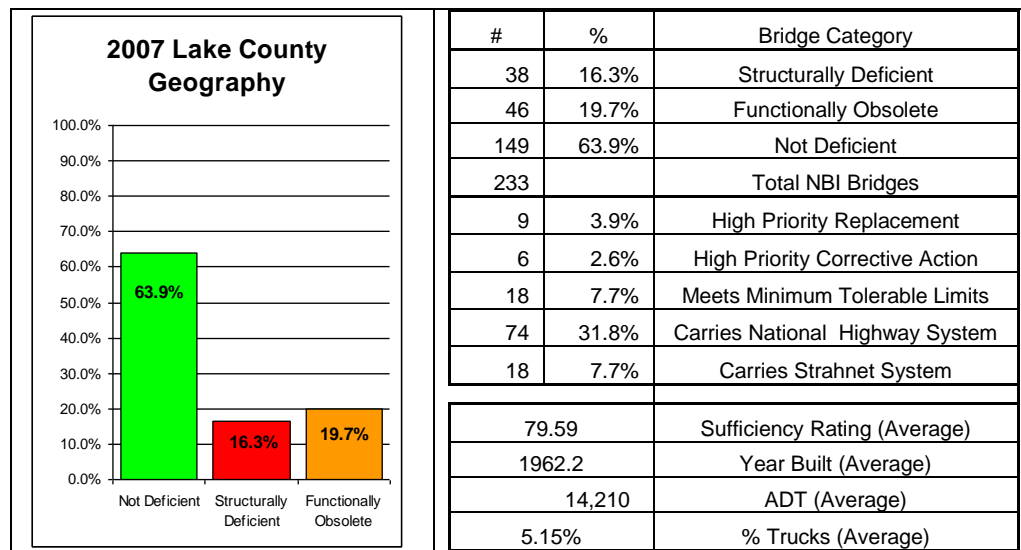 2007 Lake County
Geography
100.0%
90.0%
80.0%
70.0%
60.0%
50.0%
40.0%
30.0%
20.0%
10.0%
0.0%
63.9%
16.3%
19.7%
Not Deficient
Structurally
Deficient
Functionally
Obsolete
# % Bridge Category
38 16.3% Structurally Deficient
46 19.7% Functionally Obsolete
149 63.9% Not Deficient
233 Total NBI Bridges
9 3.9% High Priority Replacement
6 2.6% High Priority Corrective Action
18 7.7% Meets Minimum Tolerable Limits
74 31.8% Carries National Highway System
18 7.7% Carries Strahnet System
79.59 Sufficiency Rating (Average)
1962.2 Year Built (Average)
14,210 ADT (Average)
5.15% % Trucks (Average)